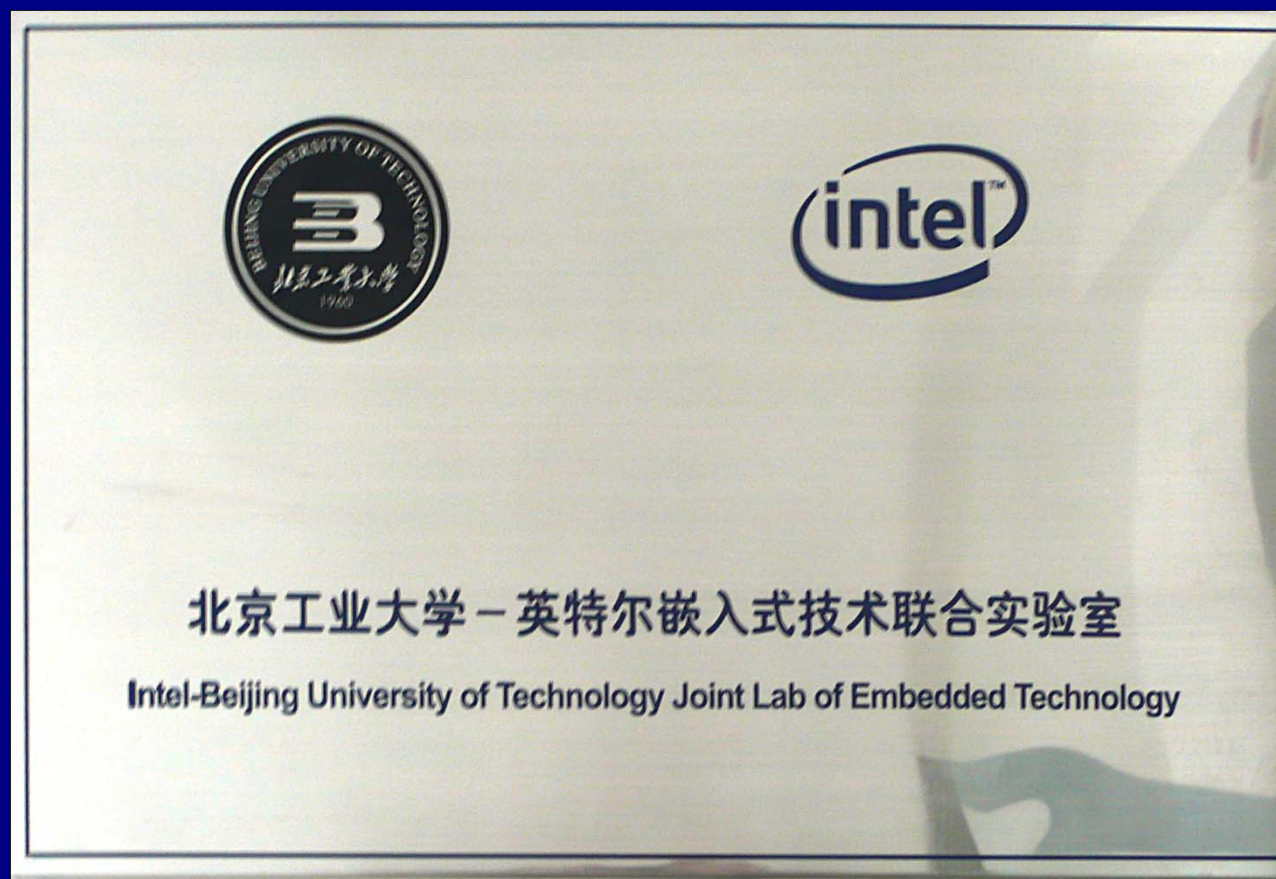 BEIJING UNIVERSITY OF TECHNOLOGY
B
北京工业大学
1960
intel™
北京工业大学－英特尔嵌入式技术联合实验室
Intel-Beijing University of Technology Joint Lab of Embedded Technology